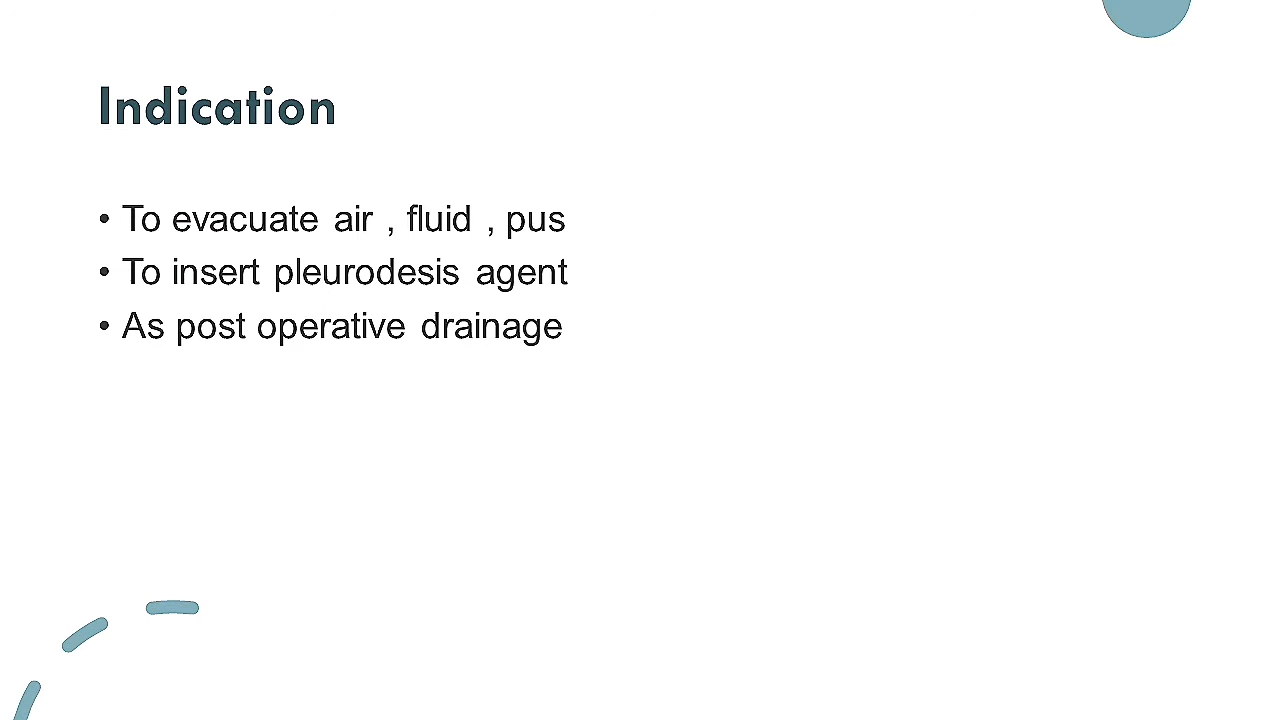 Indication
• To evacuate air , fluid , pus
• To insert pleurodesis agent
• As post operative drainage